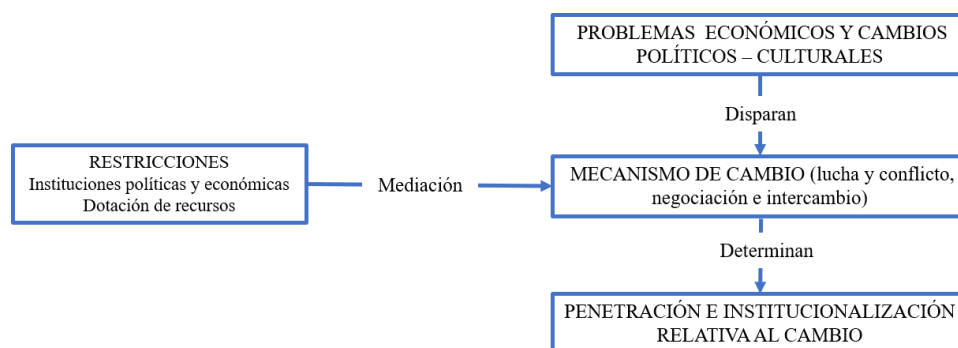 PROBLEMAS ECONÓMICOS Y CAMBIOS
POLÍTICOS – CULTURALES
Disparan
RESTRICCIONES
Instituciones políticas y económicas
Dotación de recursos
Mediación
MECANISMO DE CAMBIO (lucha y conflicto,
negociación e intercambio)
Determinan
PENETRACIÓN E INSTITUCIONALIZACIÓN
RELATIVA AL CAMBIO